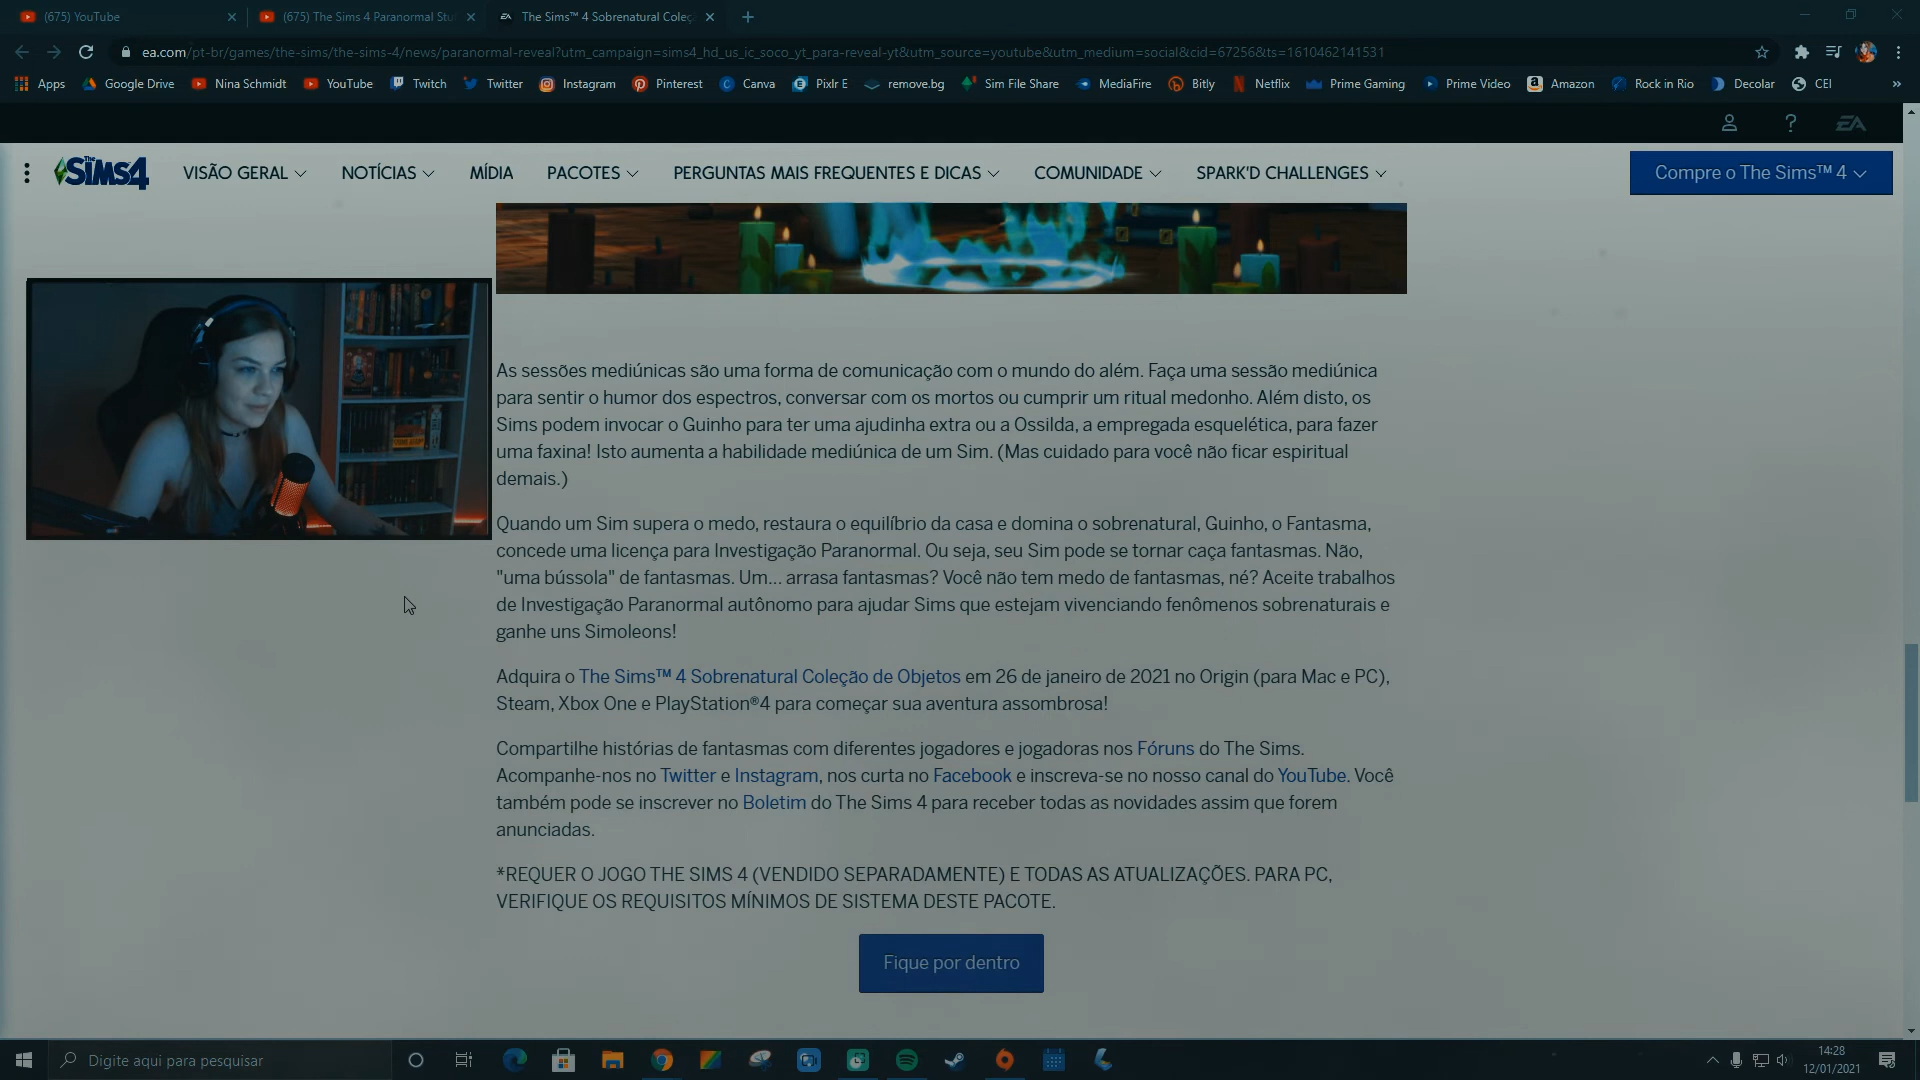 (675) YouTube
(675) The Sims 4 Paranormal Stu
The Sims™ 4 Sobrenatural Coleç
ea.com/pt-br/games/the-sims/the-sims-4/news/paranormal-reveal?utm_campaign=sims4_hd_us_ic_soco_yt_para-reveal-yt&utm_source=youtube&utm_medium=social&cid=67256&ts=1610462141531
Apps Google Drive Nina Schmidt YouTube Twitch Twitter Instagram Pinterest Canva Pixlr E remove.bg Sim File Share MediaFire Bitly Netflix Prime Gaming Prime Video Amazon Rock in Rio Decolar CEI »
? EA
The SIMS4 VISÃO GERAL NOTÍCIAS MÍDIA PACOTES PERGUNTAS MAIS FREQUENTES E DICAS COMUNIDADE SPARK'D CHALLENGES Compre o The Sims™ 4
As sessões mediúnicas são uma forma de comunicação com o mundo do além. Faça uma sessão mediúnica
para sentir o humor dos espectros, conversar com os mortos ou cumprir um ritual medonho. Além disto, os
Sims podem invocar o Guinho para ter uma ajudinha extra ou a Ossilda, a empregada esquelética, para fazer
uma faxina! Isto aumenta a habilidade mediúnica de um Sim. (Mas cuidado para você não ficar espiritual
demais.)
Quando um Sim supera o medo, restaura o equilíbrio da casa e domina o sobrenatural, Guinho, o Fantasma,
concede uma licença para Investigação Paranormal. Ou seja, seu Sim pode se tornar caça fantasmas. Não,
"uma bússola" de fantasmas. Um... arrasa fantasmas? Você não tem medo de fantasmas, né? Aceite trabalhos
de Investigação Paranormal autônomo para ajudar Sims que estejam vivenciando fenômenos sobrenaturais e
ganhe uns Simoleons!
Adquira o The Sims™ 4 Sobrenatural Coleção de Objetos em 26 de janeiro de 2021 no Origin (para Mac e PC),
Steam, Xbox One e PlayStation®4 para começar sua aventura assombrosa!
Compartilhe histórias de fantasmas com diferentes jogadores e jogadoras nos Fóruns do The Sims.
Acompanhe-nos no Twitter e Instagram, nos curta no Facebook e inscreva-se no nosso canal do YouTube. Você
também pode se inscrever no Boletim do The Sims 4 para receber todas as novidades assim que forem
anunciadas.
*REQUER O JOGO THE SIMS 4 (VENDIDO SEPARADAMENTE) E TODAS AS ATUALIZAÇÕES. PARA PC,
VERIFIQUE OS REQUISITOS MÍNIMOS DE SISTEMA DESTE PACOTE.
Fique por dentro
Digite aqui para pesquisar
14:28
12/01/2021